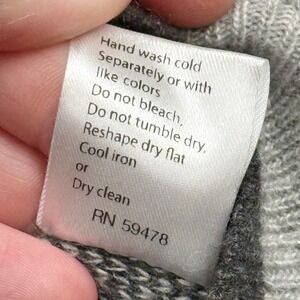 Hand wash cold
Separately or with
like colors
Do not bleach,
Do not tumble dry,
Reshape dry flat
Cool iron
or
Dry clean
RN 59478